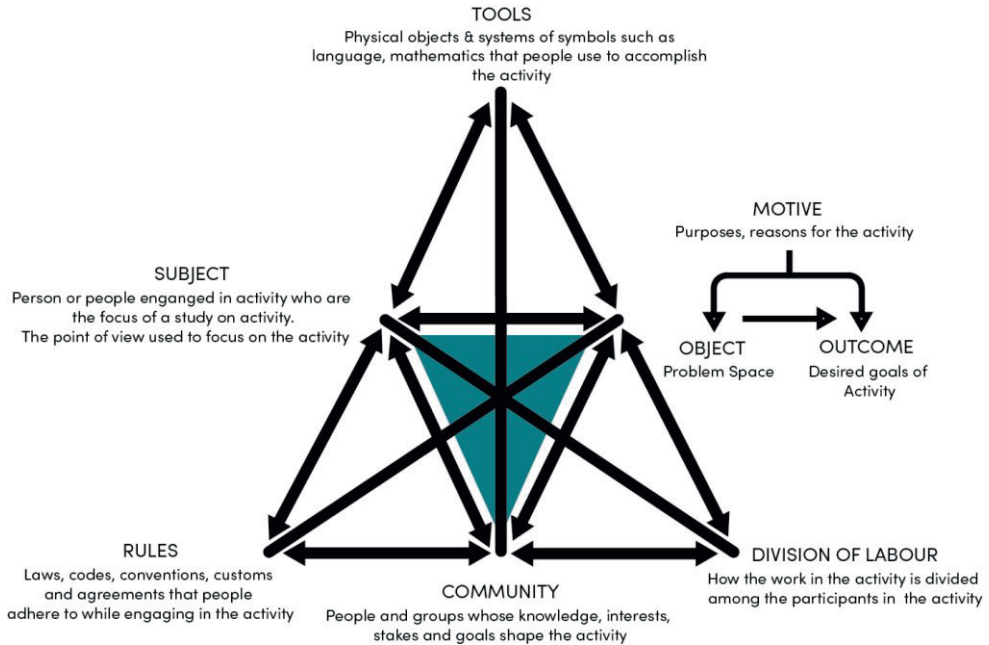 TOOLS
Physical objects & systems of symbols such as
language, mathematics that people use to accomplish
the activity
MOTIVE
Purposes, reasons for the activity
SUBJECT
Person or people enganged in activity who are
the focus of a study on activity.
The point of view used to focus on the activity
OBJECT
Problem Space
OUTCOME
Desired goals of
Activity
RULES
Laws, codes, conventions, customs
and agreements that people
adhere to while engaging in the activity
COMMUNITY
People and groups whose knowledge, interests,
stakes and goals shape the activity
DIVISION OF LABOUR
How the work in the activity is divided
among the participants in the activity